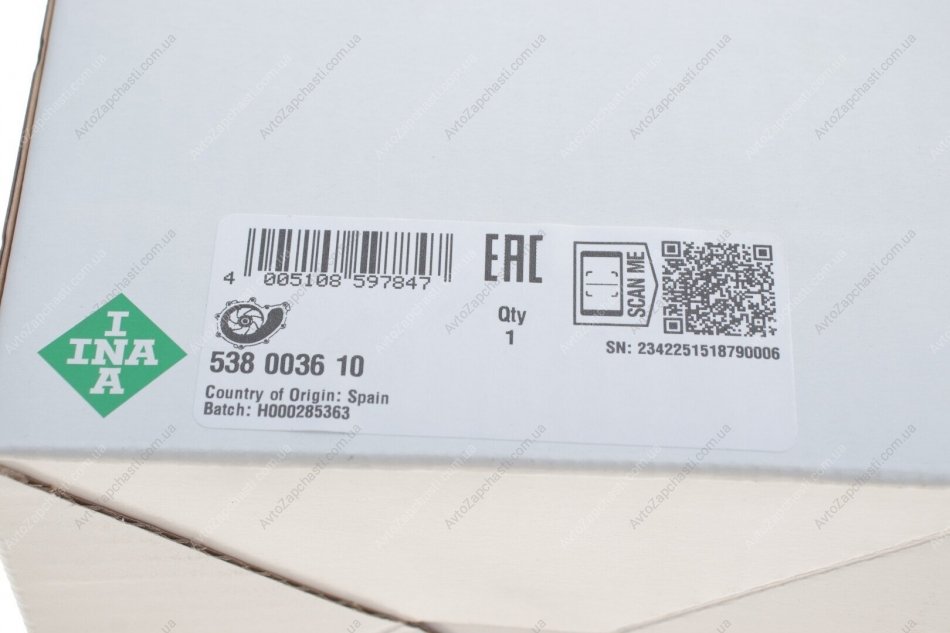 I
INA
A
4 005108 597847
EAC
SCAN ME
Qty
1
538 0036 10
SN: 2342251518790006
Country of Origin: Spain
Batch: H000285363
AvtoZapchasti.com.ua